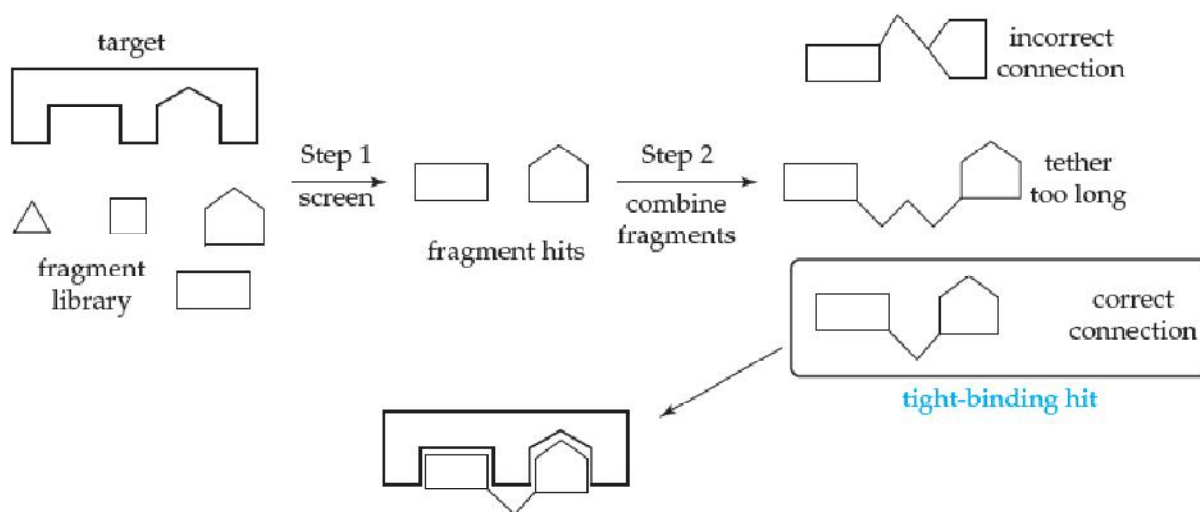 target
fragment
library
Step 1
screen
fragment hits
Step 2
combine
fragments
incorrect
connection
tether
too long
correct
connection
tight-binding hit